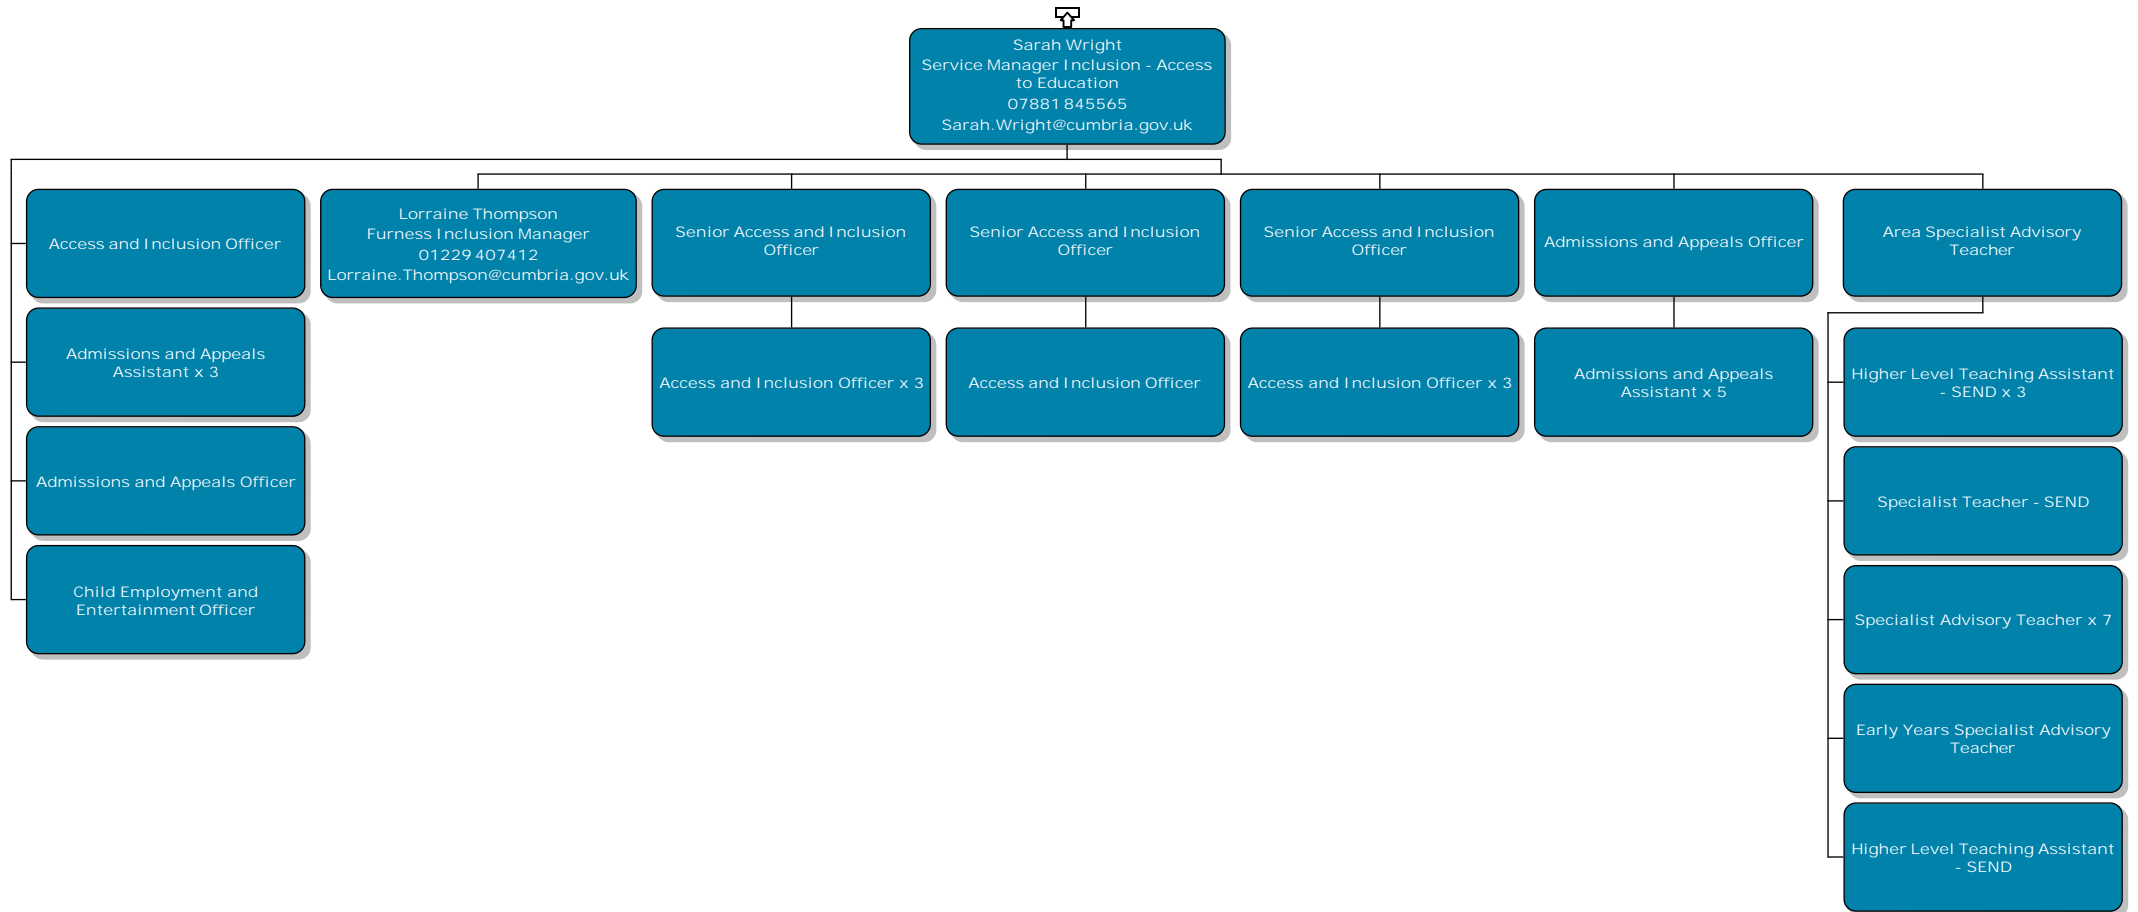 Sarah Wright
Service Manager Inclusion - Access
to Education
07881 845565
Sarah.Wright@cumbria.gov.uk
Access and Inclusion Officer
Lorraine Thompson
Furness Inclusion Manager
01229 407412
Lorraine.Thompson@cumbria.gov.uk
Senior Access and Inclusion
Officer
Senior Access and Inclusion
Officer
Senior Access and Inclusion
Officer
Admissions and Appeals Officer
Area Specialist Advisory
Teacher
Admissions and Appeals
Assistant x 3
Access and Inclusion Officer x 3
Access and Inclusion Officer
Access and Inclusion Officer x 3
Admissions and Appeals
Assistant x 5
Higher Level Teaching Assistant
- SEND x 3
Admissions and Appeals Officer
Specialist Teacher - SEND
Child Employment and
Entertainment Officer
Specialist Advisory Teacher x 7
Early Years Specialist Advisory
Teacher
Higher Level Teaching Assistant
- SEND